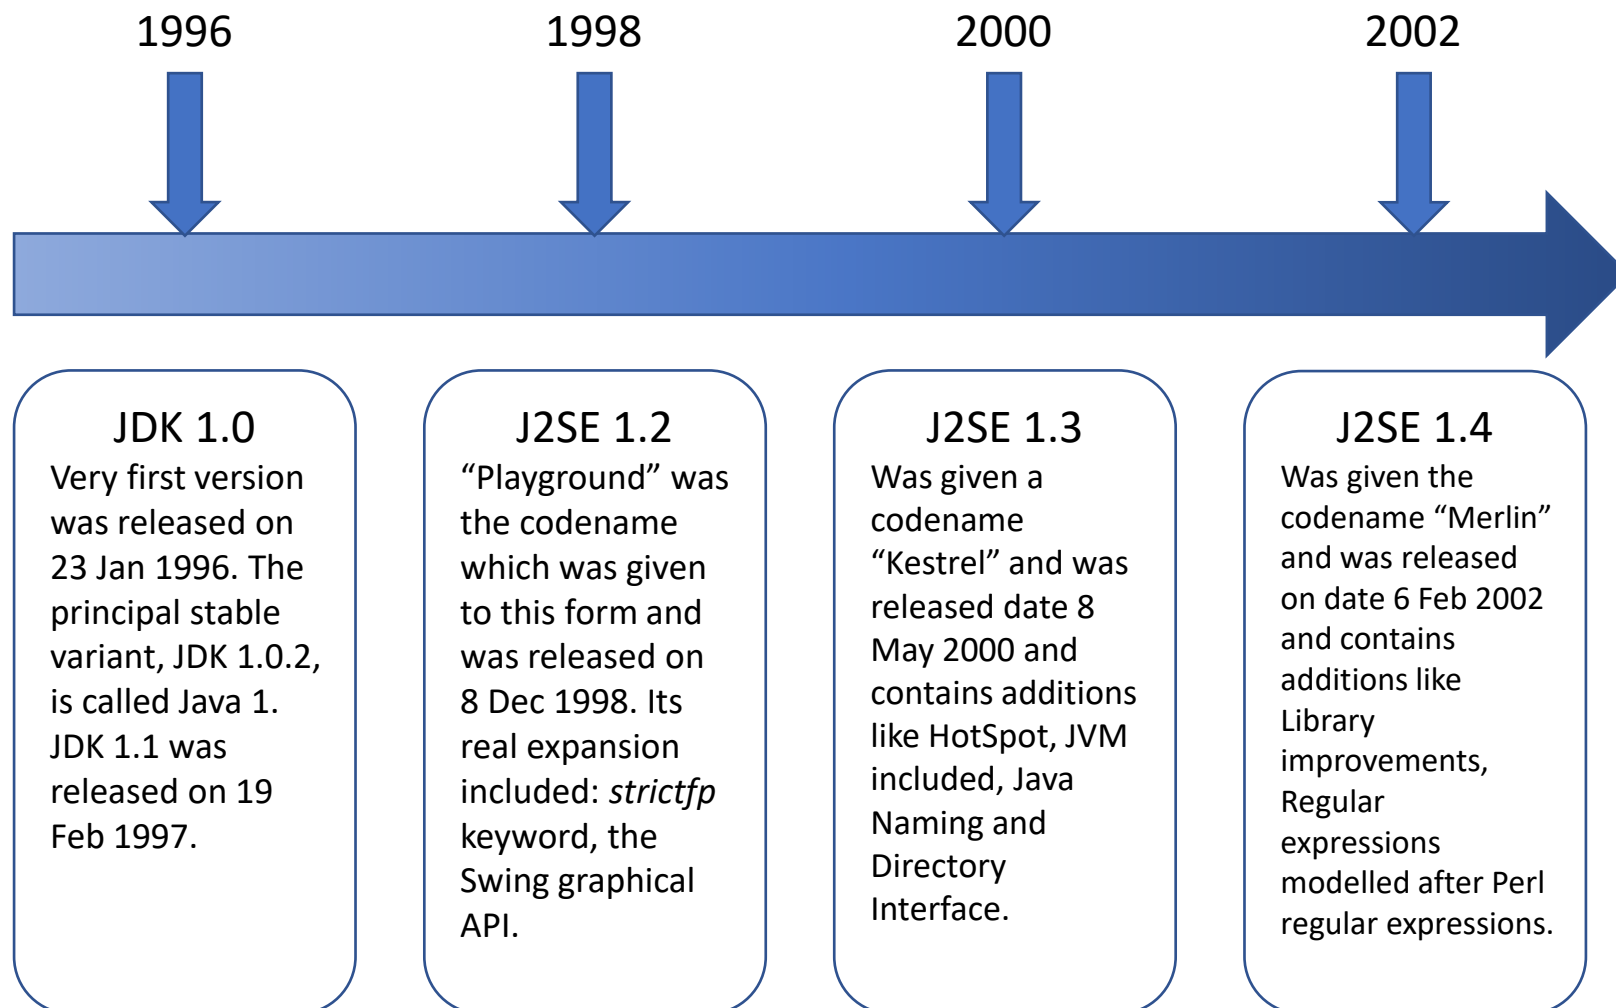 1996
1998
2000
2002
JDK 1.0
Very first version
was released on
23 Jan 1996. The
principal stable
variant, JDK 1.0.2,
is called Java 1.
JDK 1.1 was
released on 19
Feb 1997.
J2SE 1.2
“Playground” was
the codename
which was given
to this form and
was released on
8 Dec 1998. Its
real expansion
included: strictfp
keyword, the
Swing graphical
API.
J2SE 1.3
Was given a
codename
“Kestrel” and was
released date 8
May 2000 and
contains additions
like HotSpot, JVM
included, Java
Naming and
Directory
Interface.
J2SE 1.4
Was given the
codename “Merlin”
and was released
on date 6 Feb 2002
and contains
additions like
Library
improvements,
Regular
expressions
modelled after Perl
regular expressions.